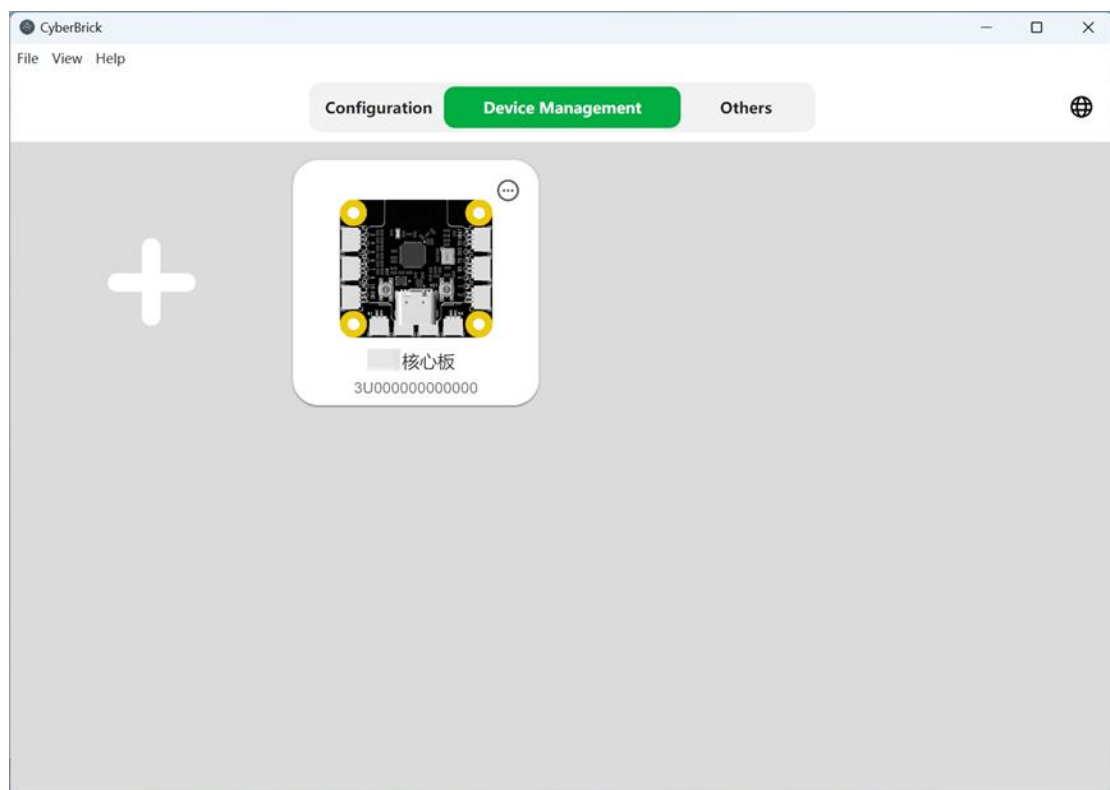 CyberBrick
File View Help
Configuration Device Management Others
核心板
3U000000000000